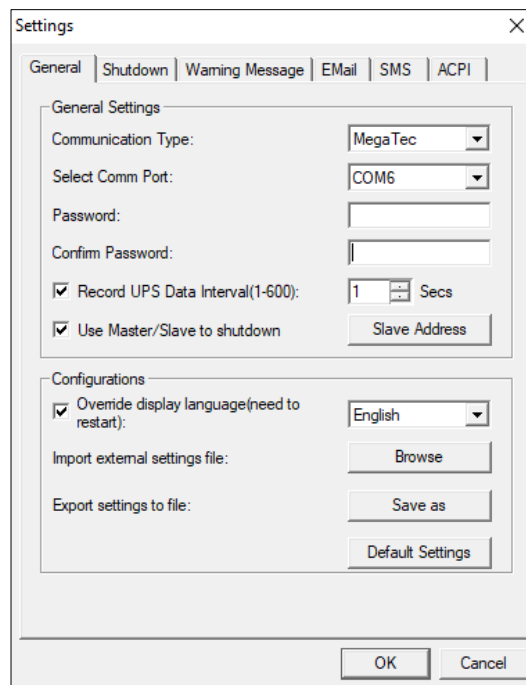 Settings
General Shutdown Warning Message EMail SMS ACPI
General Settings
Communication Type: MegaTec
Select Comm Port: COM6
Password:
Confirm Password:
Record UPS Data Interval(1-600): 1 Secs
Use Master/Slave to shutdown Slave Address
Configurations
Override display language(need to
restart): English
Import external settings file: Browse
Export settings to file: Save as
Default Settings
OK Cancel